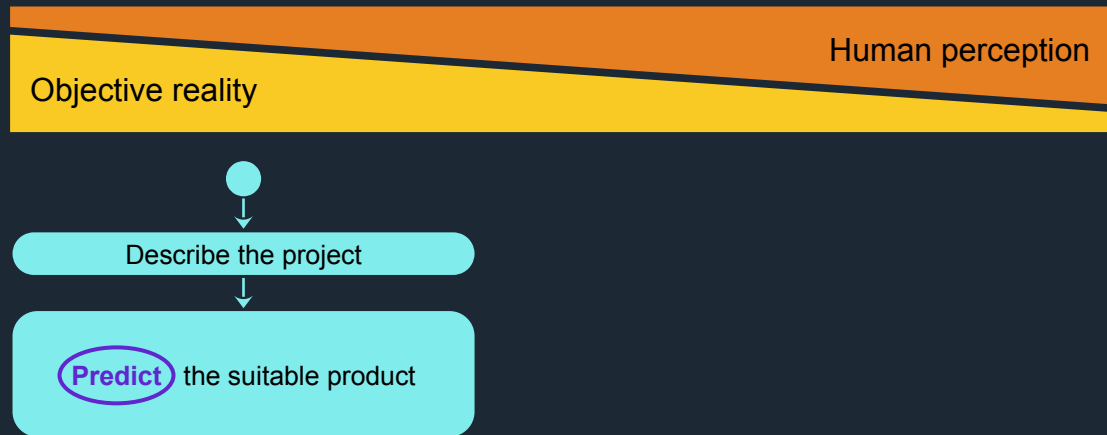 Human perception
Objective reality
Describe the project
Predict the suitable product